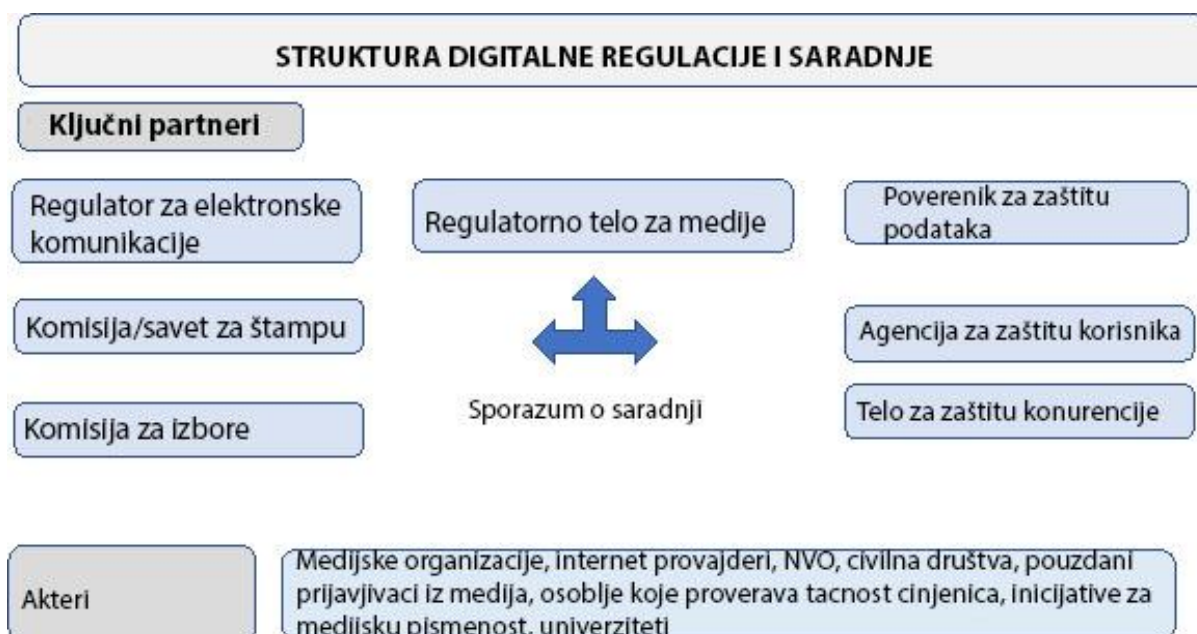 STRUKTURA DIGITALNE REGULACIJE I SARADNJE
Ključni partneri
Regulator za elektronske
komunikacije
Regulatorno telo za medije
Poverenik za zaštitu
podataka
Komisija/savet za štampu
Agencija za zaštitu korisnika
Komisija za izbore
Sporazum o saradnji
Telo za zaštitu konurencije
Akteri
Medijske organizacije, internet provajderi, NVO, civilna društva, pouzdani
prijavjivaci iz medija, osoblje koje proverava tacnost cinjenica, inicijative za
medijsku pismenost, univerziteti